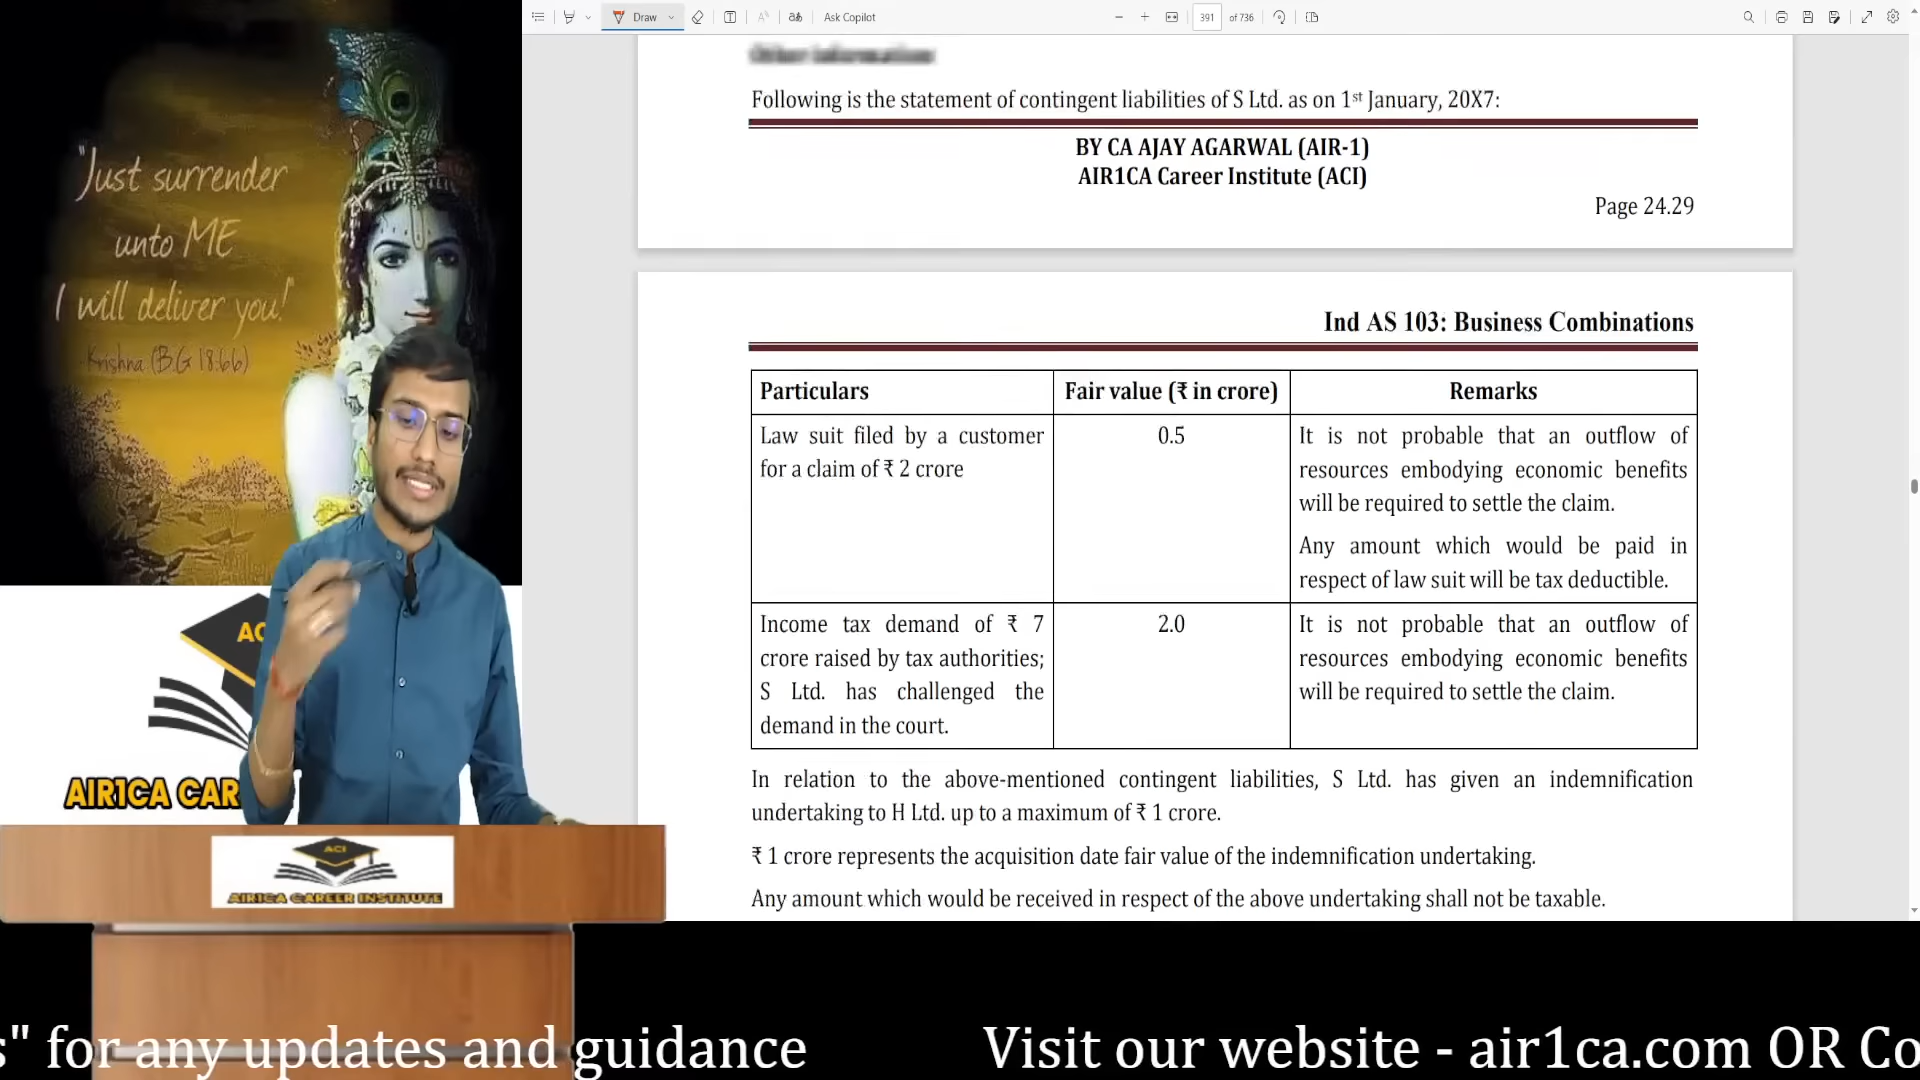 "Just surrender
unto ME
I will deliver you!"
- Krishna (B.G 18.66)
AIR1CA CAR
ACI
AIR1CA CAREER INSTITUTE
Draw
Ask Copilot
391 of 736
Other information:
Following is the statement of contingent liabilities of S Ltd. as on 1st January, 20X7:
BY CA AJAY AGARWAL (AIR-1)
AIR1CA Career Institute (ACI)
Page 24.29
Ind AS 103: Business Combinations
Particulars Fair value (₹ in crore) Remarks
Law suit filed by a customer for a claim of ₹ 2 crore
0.5
It is not probable that an outflow of
resources embodying economic benefits
will be required to settle the claim.
Any amount which would be paid in
respect of law suit will be tax deductible.
Income tax demand of ₹ 7
crore raised by tax authorities;
S Ltd. has challenged the
demand in the court.
2.0
It is not probable that an outflow of
resources embodying economic benefits
will be required to settle the claim.
In relation to the above-mentioned contingent liabilities, S Ltd. has given an indemnification
undertaking to H Ltd. up to a maximum of ₹ 1 crore.
₹ 1 crore represents the acquisition date fair value of the indemnification undertaking.
Any amount which would be received in respect of the above undertaking shall not be taxable.
s" for any updates and guidance Visit our website - air1ca.com OR Co